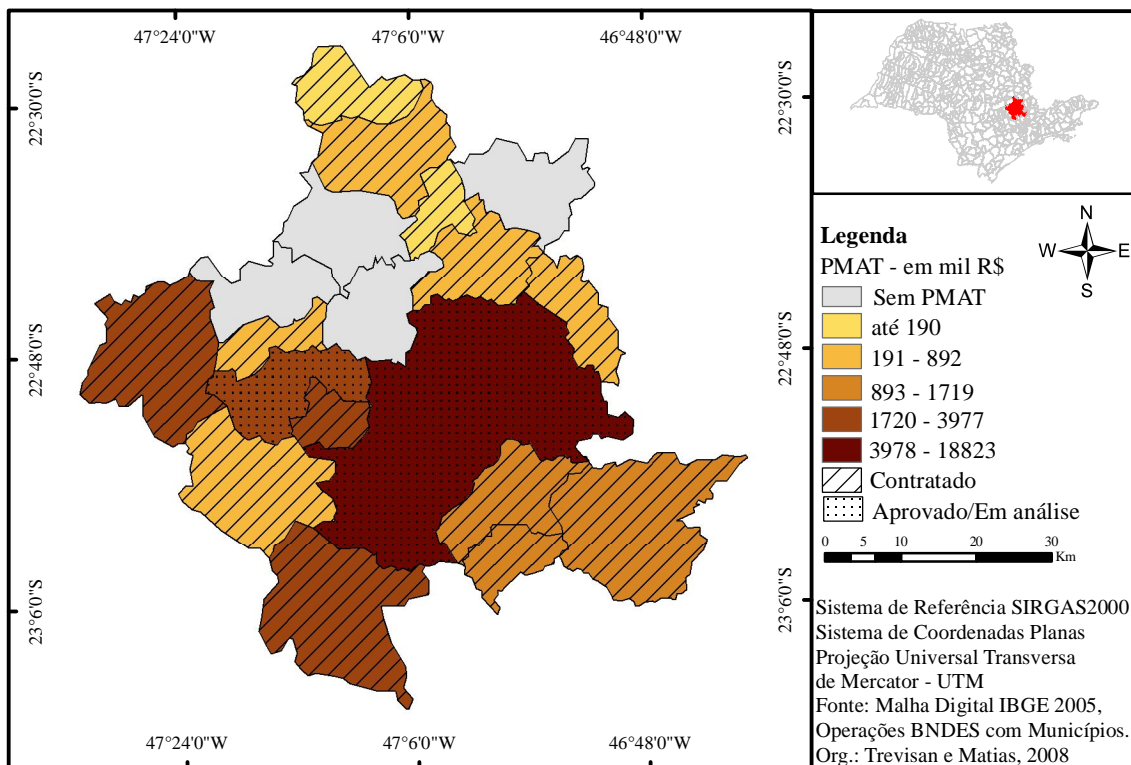 47°24'0"W
47°6'0"W
46°48'0"W
22°30'0"S
22°48'0"S
23°6'0"S
22°30'0"S
22°48'0"S
23°6'0"S
47°24'0"W
47°6'0"W
46°48'0"W
N
W
E
S
Legenda
PMAT - em mil R$
Sem PMAT
até 190
191 - 892
893 - 1719
1720 - 3977
3978 - 18823
Contratado
Aprovado/Em análise
0 5 10 20 30
Km
Sistema de Referência SIRGAS2000
Sistema de Coordenadas Planas
Projeção Universal Transversa
de Mercator - UTM
Fonte: Malha Digital IBGE 2005,
Operações BNDES com Municípios.
Org.: Trevisan e Matias, 2008